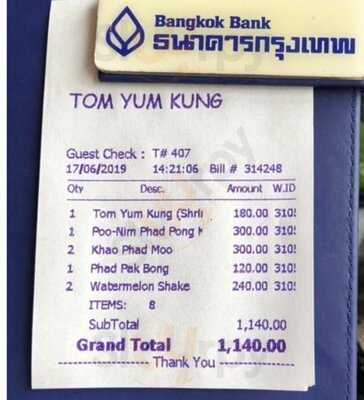 Bangkok Bank
ธนาคารกรุงเทพ
TOM YUM KUNG
Guest Check : T# 407
17/06/2019 14:21:06 Bill # 314248
Qty Desc. Amount W.ID
1 Tom Yum Kung (Shri 180.00 310
1 Poo-Nim Phad Pong 300.00 310
2 Khao Phad Moo 300.00 310
1 Phad Pak Bong 120.00 310
2 Watermelon Shake 240.00 310
ITEMS: 8
SubTotal 1,140.00
Grand Total 1,140.00
---------- Thank You ----------